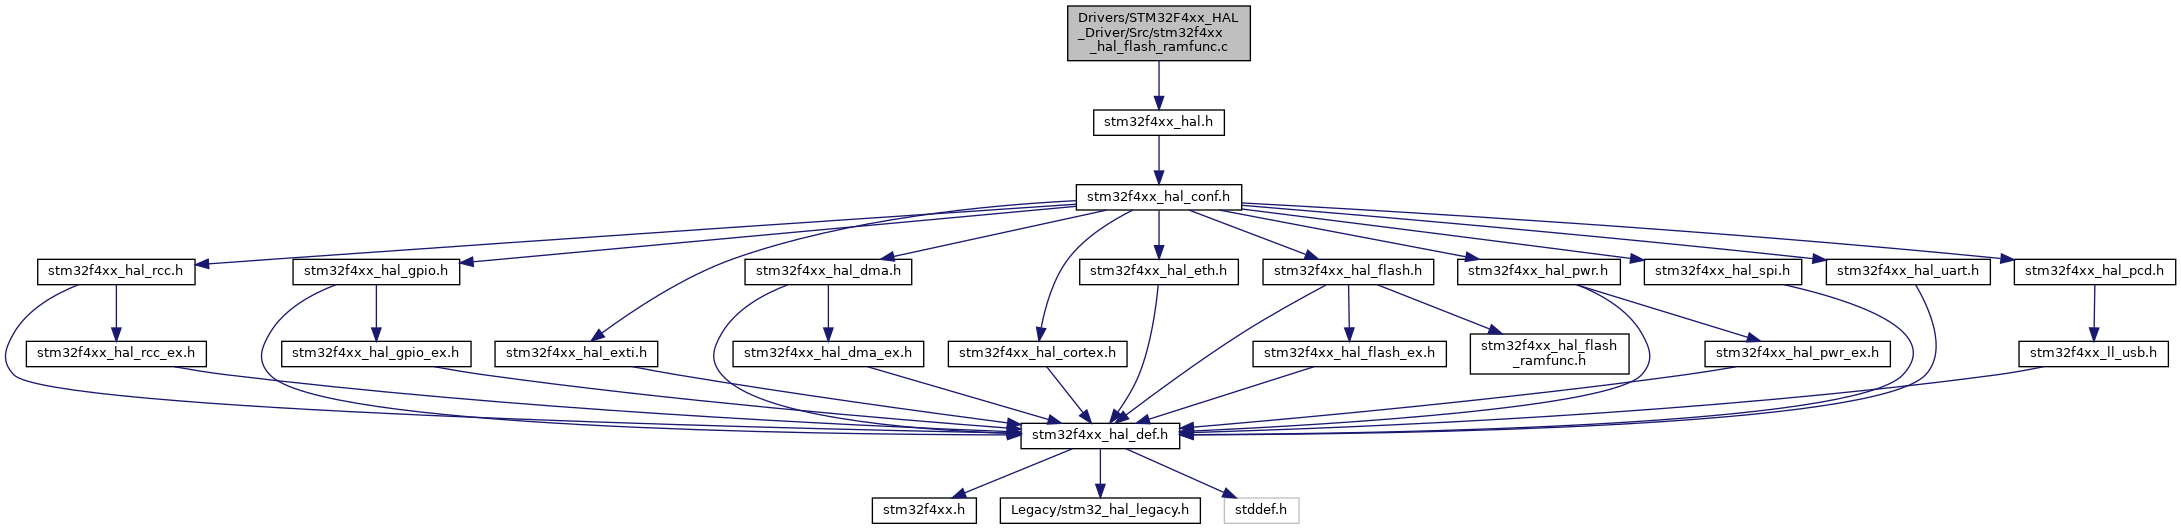 Drivers/STM32F4xx_HAL
_Driver/Src/stm32f4xx
_hal_flash_ramfunc.c
stm32f4xx_hal.h
stm32f4xx_hal_conf.h
stm32f4xx_hal_rcc.h
stm32f4xx_hal_gpio.h
stm32f4xx_hal_dma.h
stm32f4xx_hal_eth.h
stm32f4xx_hal_flash.h
stm32f4xx_hal_pwr.h
stm32f4xx_hal_spi.h
stm32f4xx_hal_uart.h
stm32f4xx_hal_pcd.h
stm32f4xx_hal_rcc_ex.h
stm32f4xx_hal_gpio_ex.h
stm32f4xx_hal_exti.h
stm32f4xx_hal_dma_ex.h
stm32f4xx_hal_cortex.h
stm32f4xx_hal_flash_ex.h
stm32f4xx_hal_flash
_ramfunc.h
stm32f4xx_hal_pwr_ex.h
stm32f4xx_ll_usb.h
stm32f4xx_hal_def.h
stm32f4xx.h
Legacy/stm32_hal_legacy.h
stddef.h